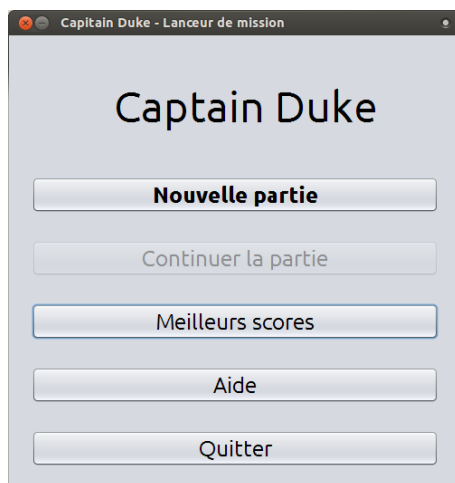 Capitain Duke - Lanceur de mission
Captain Duke
Nouvelle partie
Continuer la partie
Meilleurs scores
Aide
Quitter